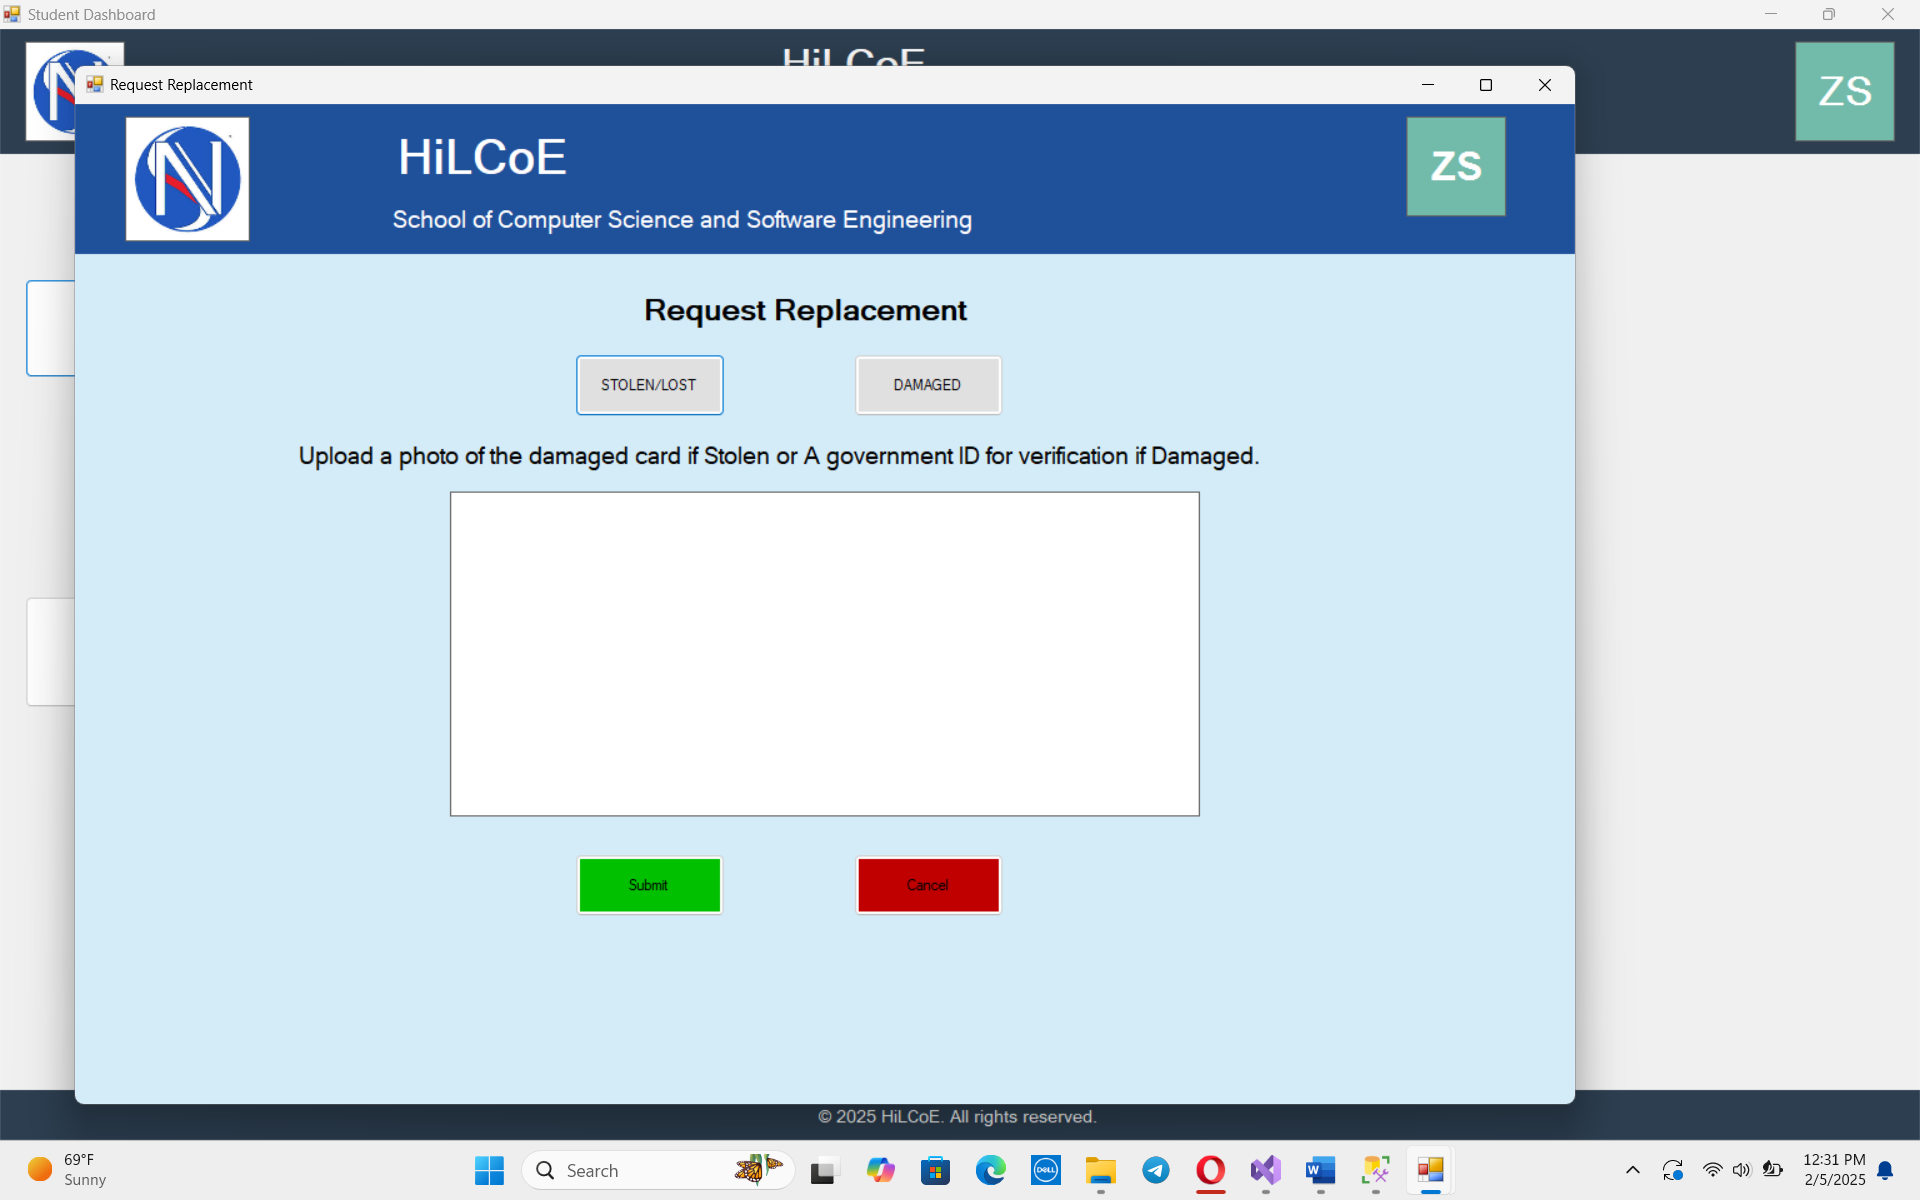 Student Dashboard
HiLCoE
ZS
Request Replacement
HiLCoE
School of Computer Science and Software Engineering
ZS
Request Replacement
STOLEN/LOST
DAMAGED
Upload a photo of the damaged card if Stolen or A government ID for verification if Damaged.
Submit
Cancel
© 2025 HiLCoE. All rights reserved.
69°F
Sunny
Search
DELL
W
12:31 PM
2/5/2025